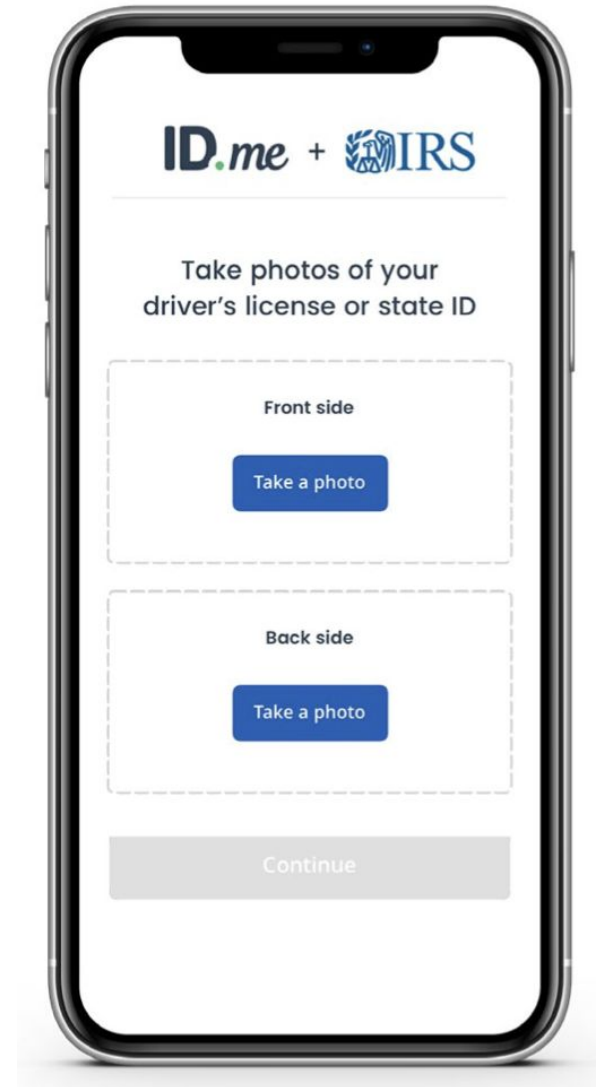 ID.me + IRS
Take photos of your
driver’s license or state ID
Front side
Take a photo
Back side
Take a photo
Continue